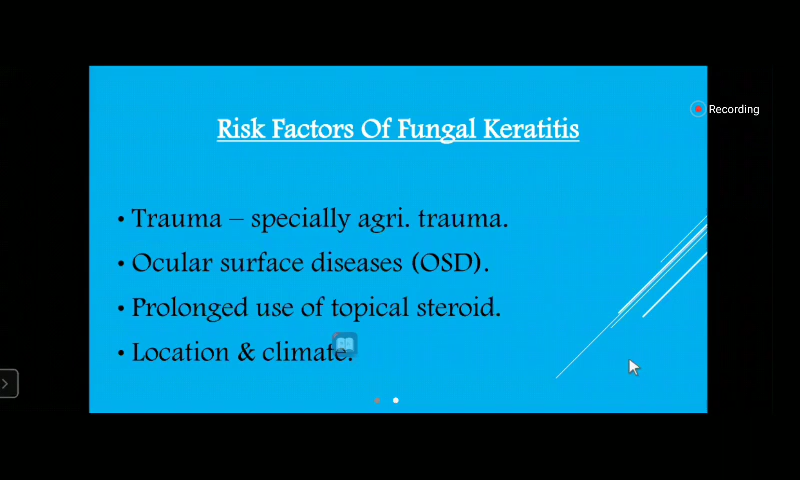 Risk Factors Of Fungal Keratitis
Recording
• Trauma – specially agri. trauma.
• Ocular surface diseases (OSD).
• Prolonged use of topical steroid.
• Location & climate.